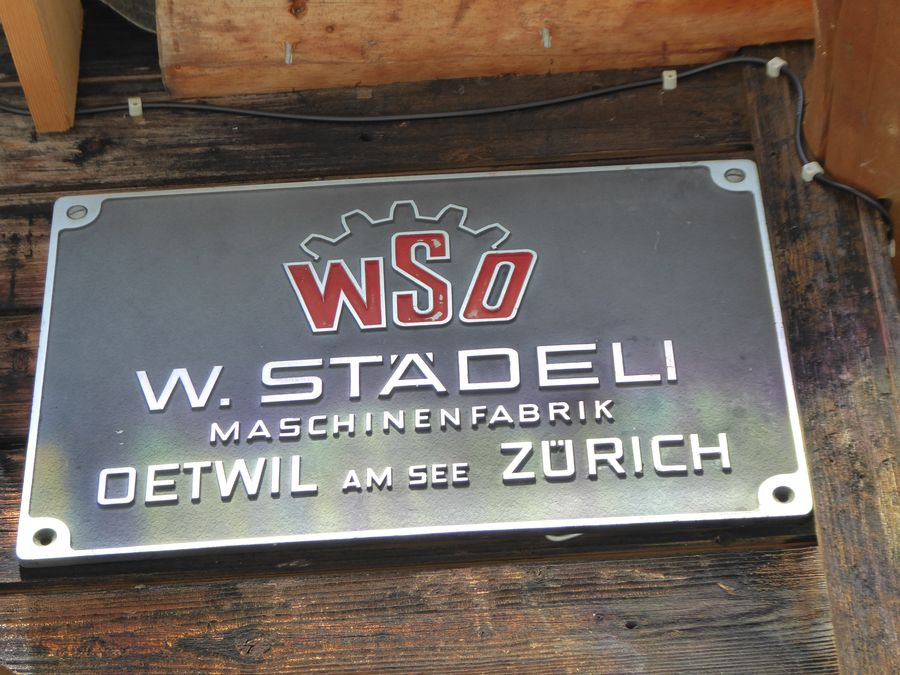 WSO
W. STÄDELI
MASCHINENFABRIK
OETWIL AM SEE ZÜRICH